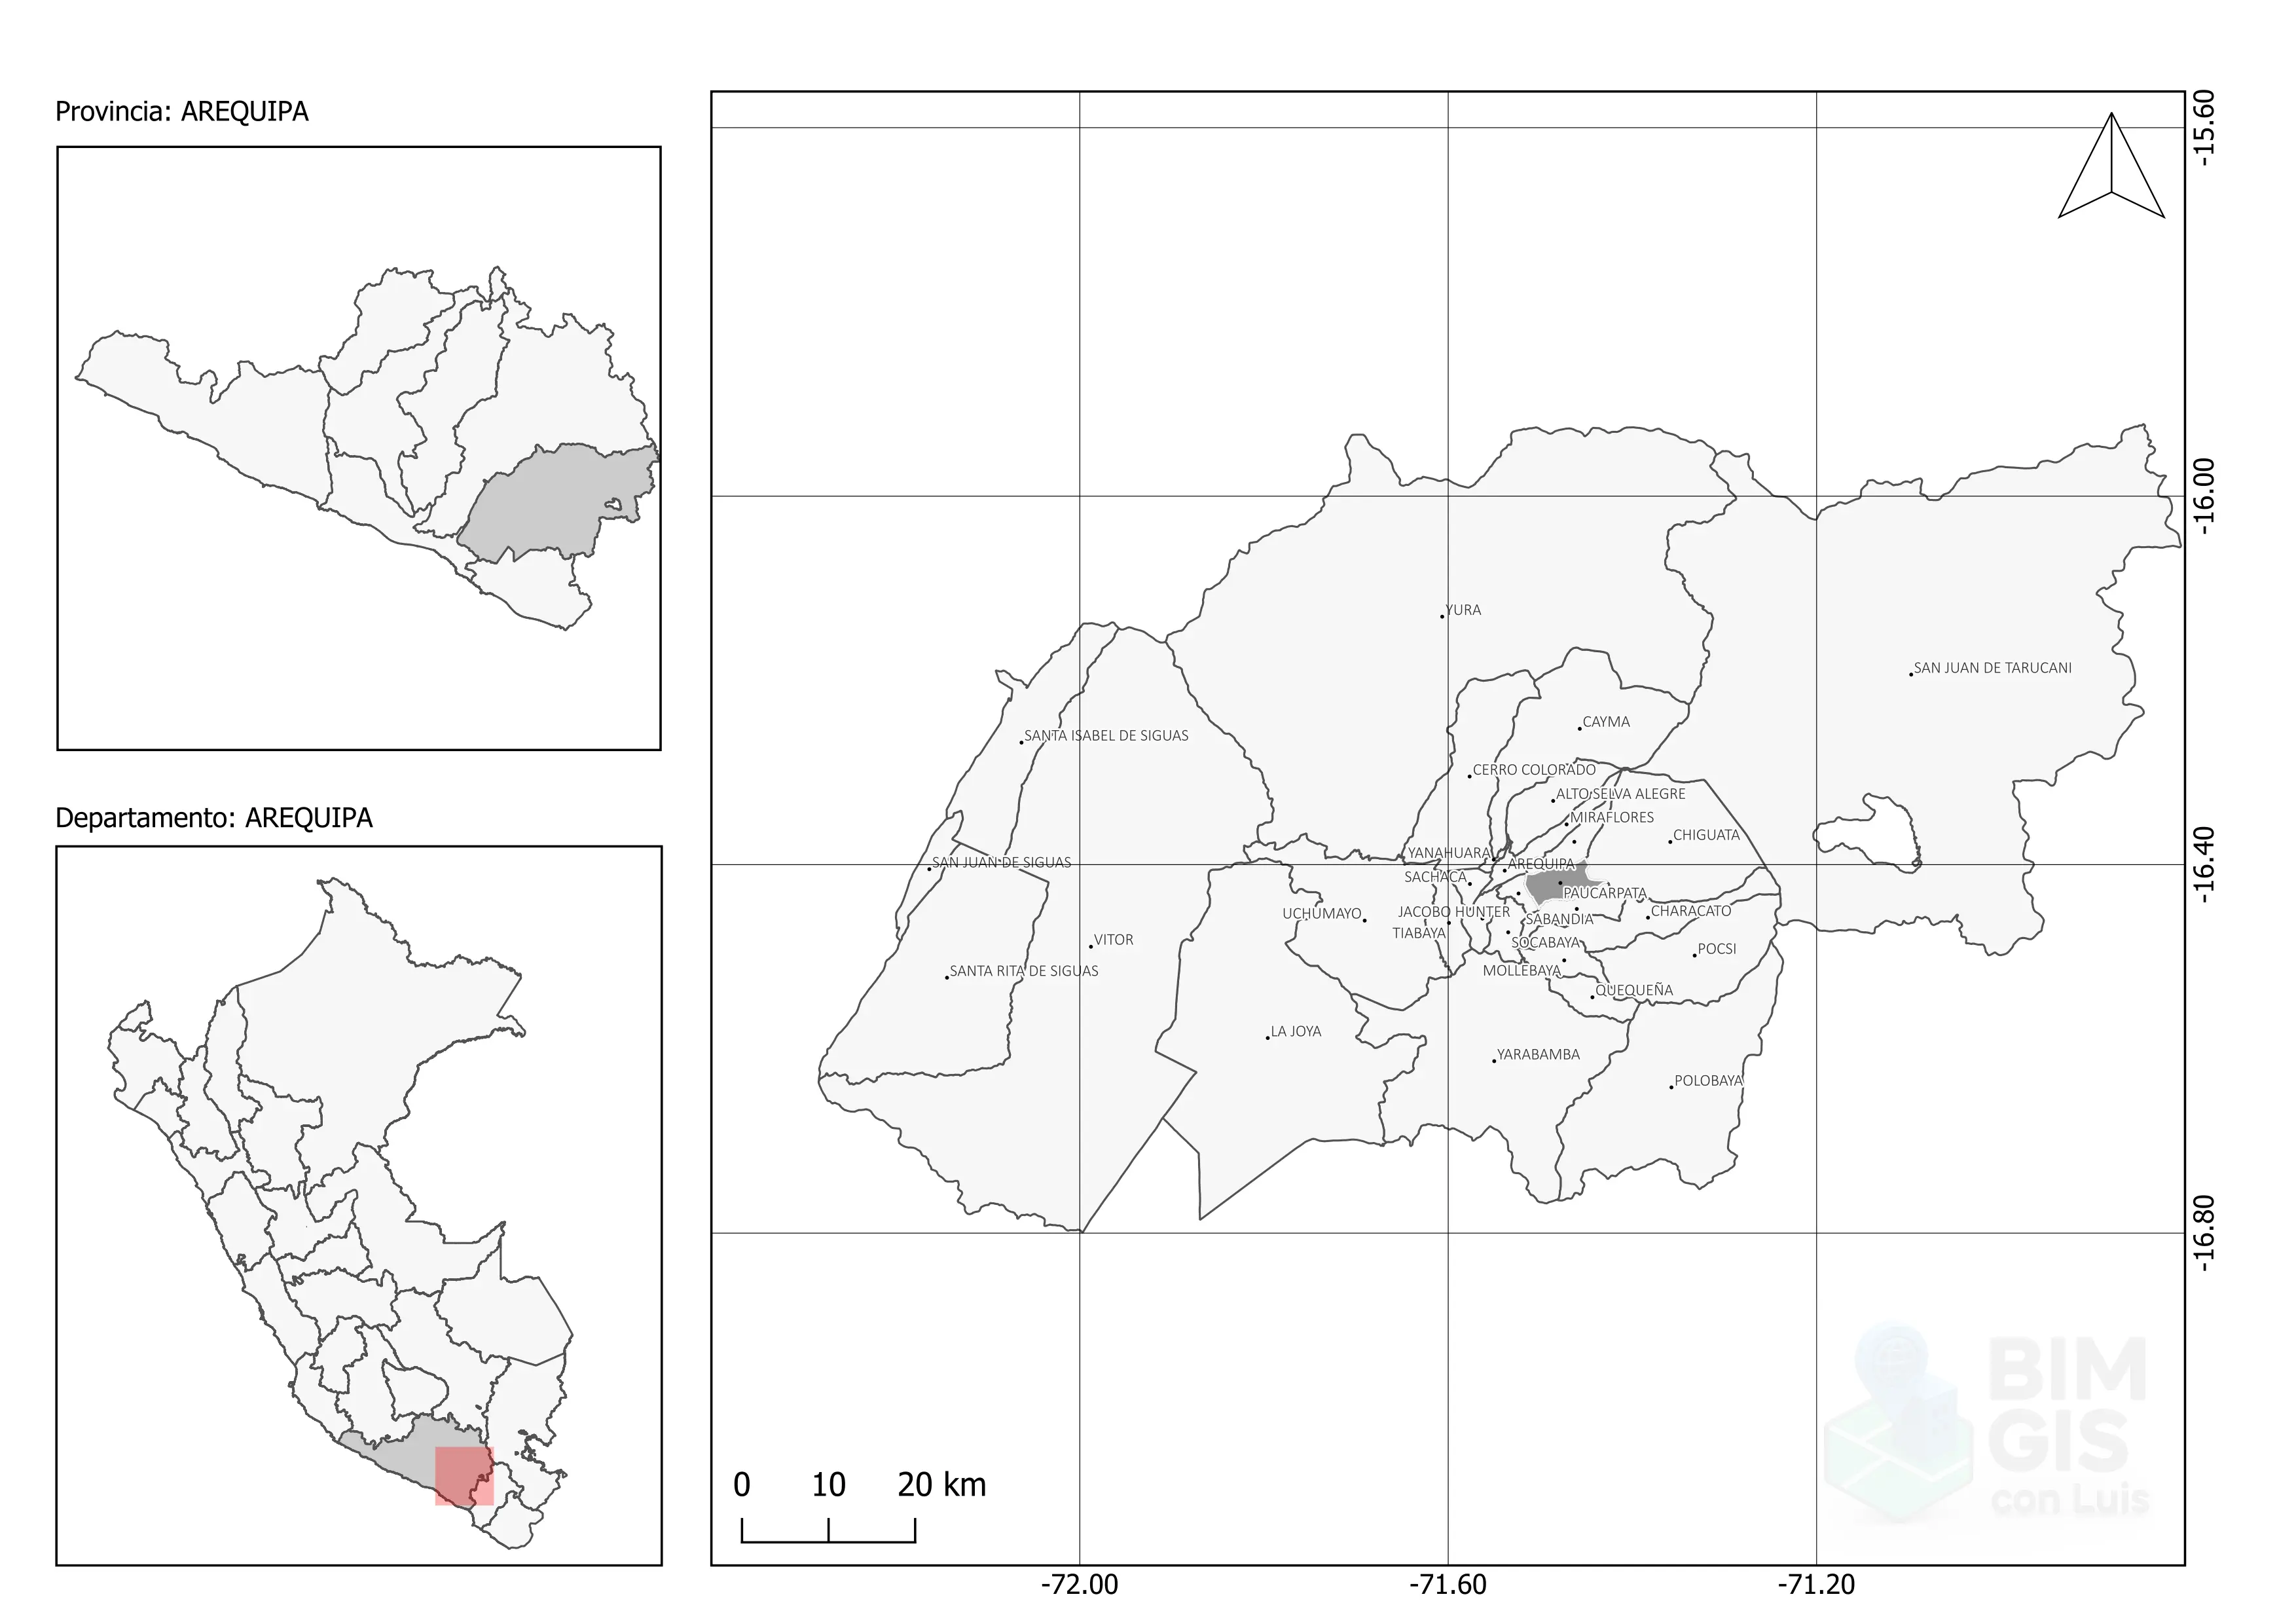 Provincia: AREQUIPA
Departamento: AREQUIPA
-15.60
-16.00
-16.40
-16.80
YURA
SAN JUAN DE TARUCANI
CAYMA
SANTA ISABEL DE SIGUAS
CERRO COLORADO
ALTO SELVA ALEGRE
MIRAFLORES
CHIGUATA
YANAHUARA
SAN JUAN DE SIGUAS
AREQUIPA
SACHACA
PAUCARPATA
UCHUMAYO
JACOBO HUNTER
CHARACATO
SABANDIA
TIABAYA
VITOR
SOCABAYA
POCSI
SANTA RITA DE SIGUAS
MOLLEBAYA
QUEQUEÑA
LA JOYA
YARABAMBA
POLOBAYA
BIM
GIS
con Luis
0 10 20 km
-72.00 -71.60 -71.20